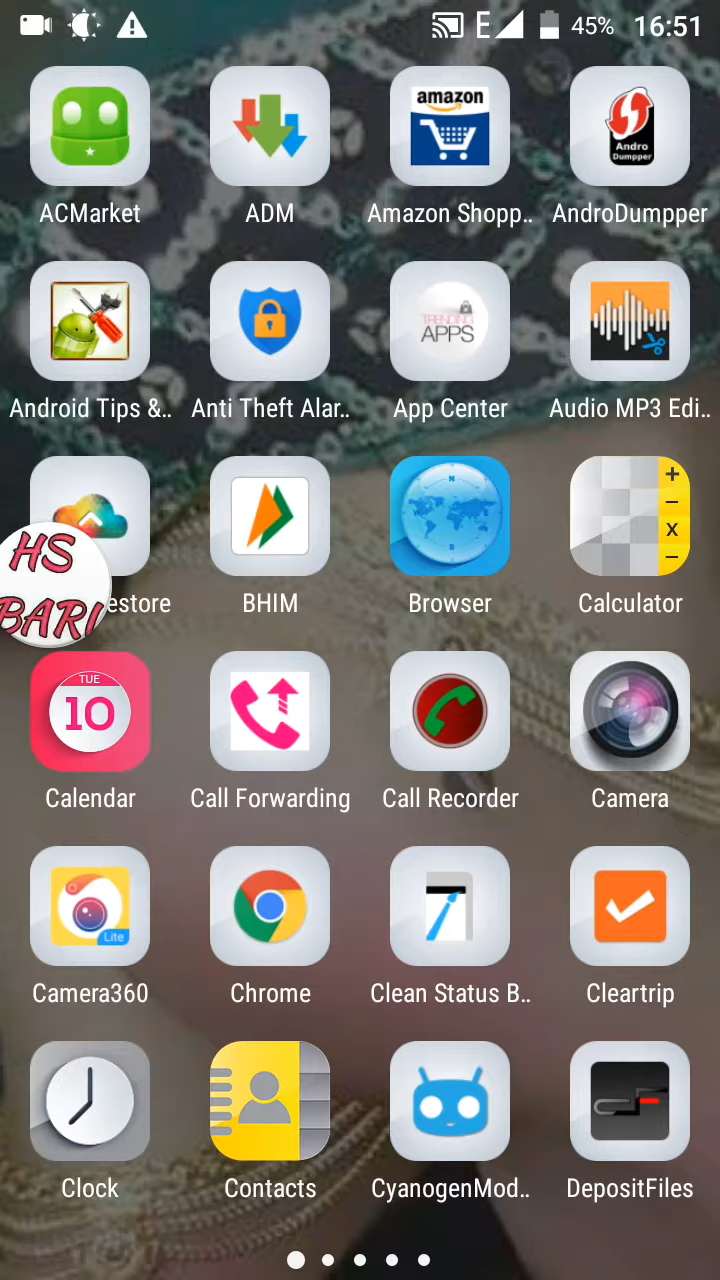 E 45% 16:51
amazon
Andro
Dumpper
ACMarket ADM Amazon Shopp.. AndroDumpper
TRENDING
APPS
Android Tips &.. Anti Theft Alar.. App Center Audio MP3 Edi..
N
S
+
−
x
−
HS
BARI
estore BHIM Browser Calculator
TUE
10
Calendar Call Forwarding Call Recorder Camera
Lite
Camera360 Chrome Clean Status B.. Cleartrip
Clock Contacts CyanogenMod.. DepositFiles